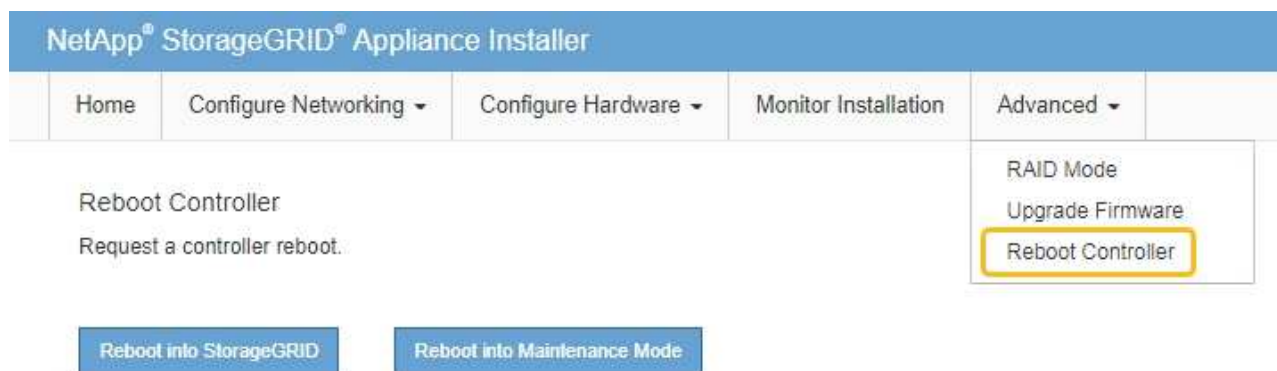 NetApp® StorageGRID® Appliance Installer
Home Configure Networking Configure Hardware Monitor Installation Advanced
RAID Mode
Upgrade Firmware
Reboot Controller
Reboot Controller
Request a controller reboot.
Reboot into StorageGRID Reboot into Maintenance Mode